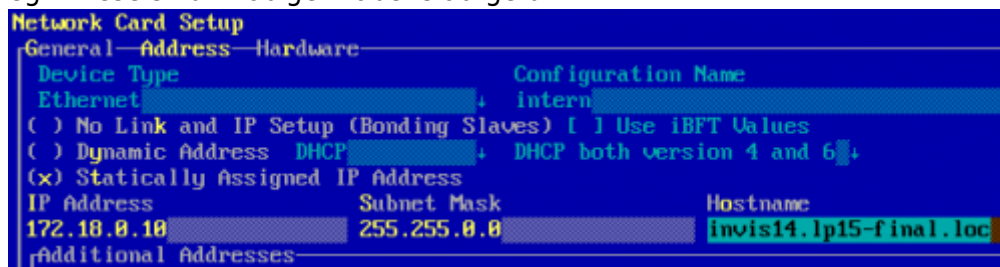 Network Card Setup
General Address Hardware
Device Type Configuration Name
Ethernet ↓ intern
( ) No Link and IP Setup (Bonding Slaves) [ ] Use iBFT Values
( ) Dynamic Address DHCP ↓ DHCP both version 4 and 6 ↓
(x) Statically Assigned IP Address
IP Address Subnet Mask Hostname
172.18.0.10 255.255.0.0 invis14.lp15-final.loc
Additional Addresses